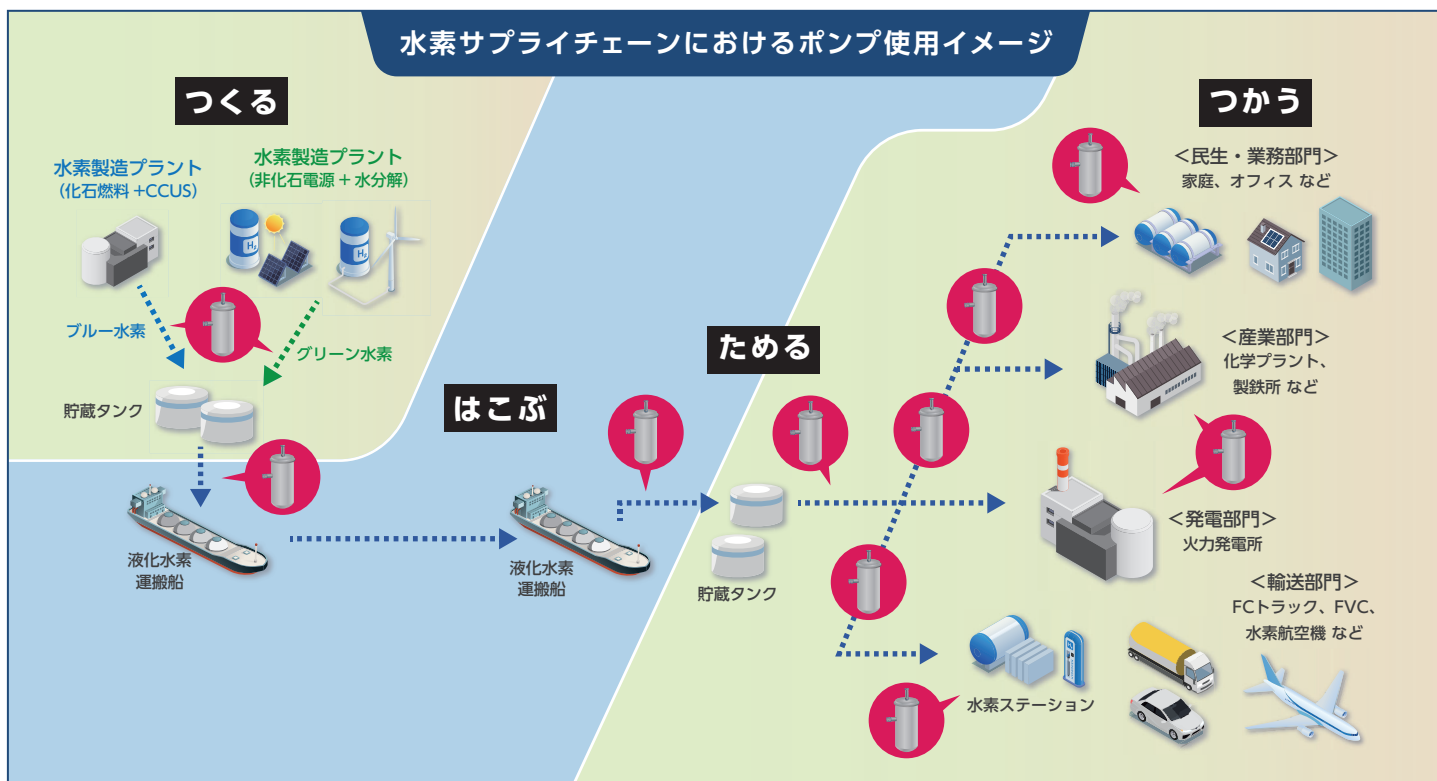 水素サプライチェーンにおけるポンプ使用イメージ
つくる
水素製造プラント
（化石燃料+CCUS）
水素製造プラント
（非化石電源+水分解）
H2
H2
ブルー水素
グリーン水素
貯蔵タンク
液化水素
運搬船
はこぶ
液化水素
運搬船
ためる
貯蔵タンク
つかう
＜民生・業務部門＞
家庭、オフィス など
＜産業部門＞
化学プラント、
製鉄所 など
＜発電部門＞
火力発電所
＜輸送部門＞
FCトラック、FVC、
水素航空機 など
水素ステーション